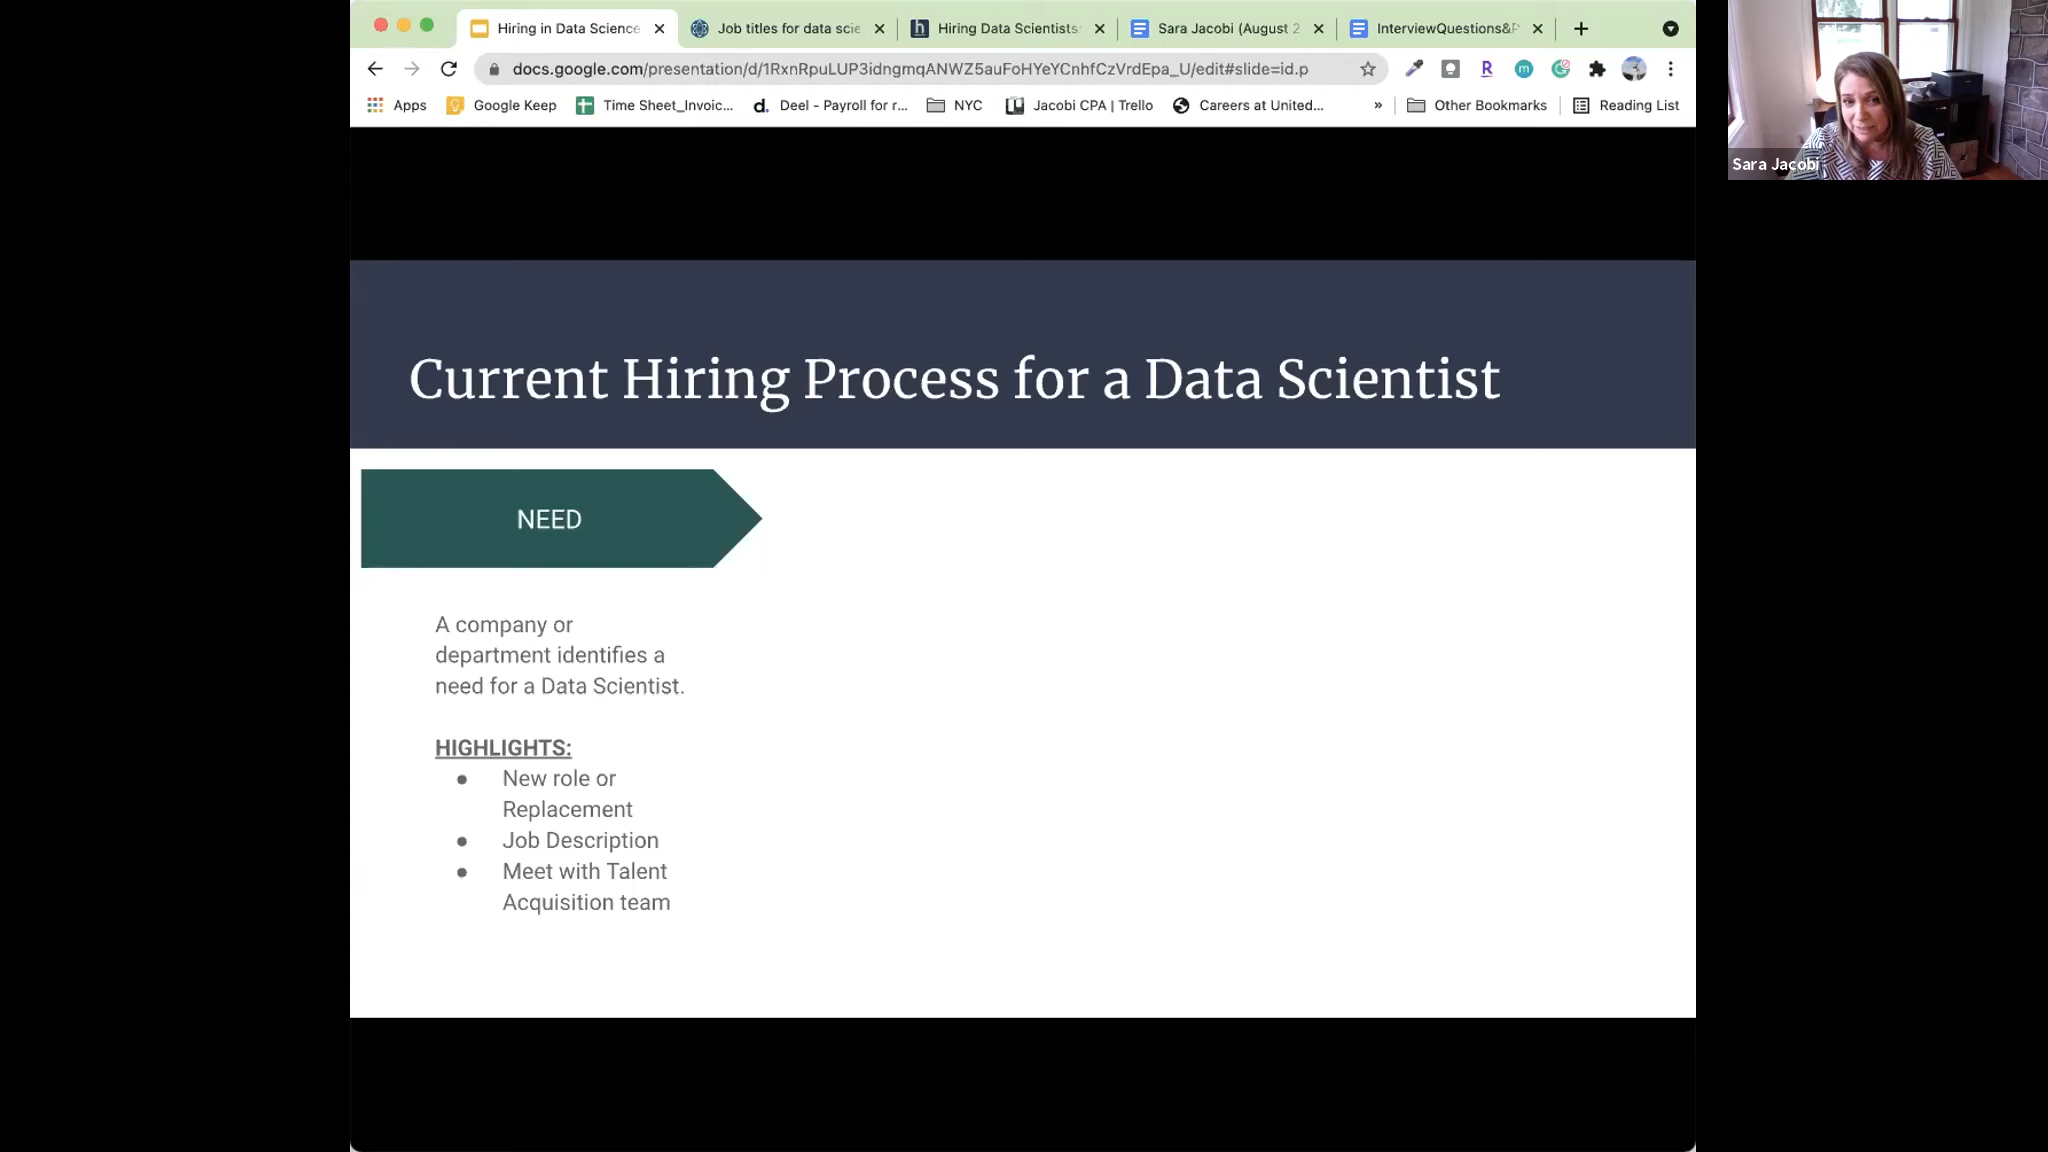 Hiring in Data Science
Job titles for data scie
Hiring Data Scientists:
Sara Jacobi (August 2
InterviewQuestions&P
docs.google.com/presentation/d/1RxnRpuLUP3idngmqANWZ5auFoHYeYCnhfCzVrdEpa_U/edit#slide=id.p
Apps
Google Keep
Time Sheet_Invoic...
Deel - Payroll for r...
NYC
Jacobi CPA | Trello
Careers at United...
»
Other Bookmarks
Reading List
Sara Jacobi
Current Hiring Process for a Data Scientist
NEED
A company or
department identifies a
need for a Data Scientist.
HIGHLIGHTS:
● New role or
Replacement
● Job Description
● Meet with Talent
Acquisition team